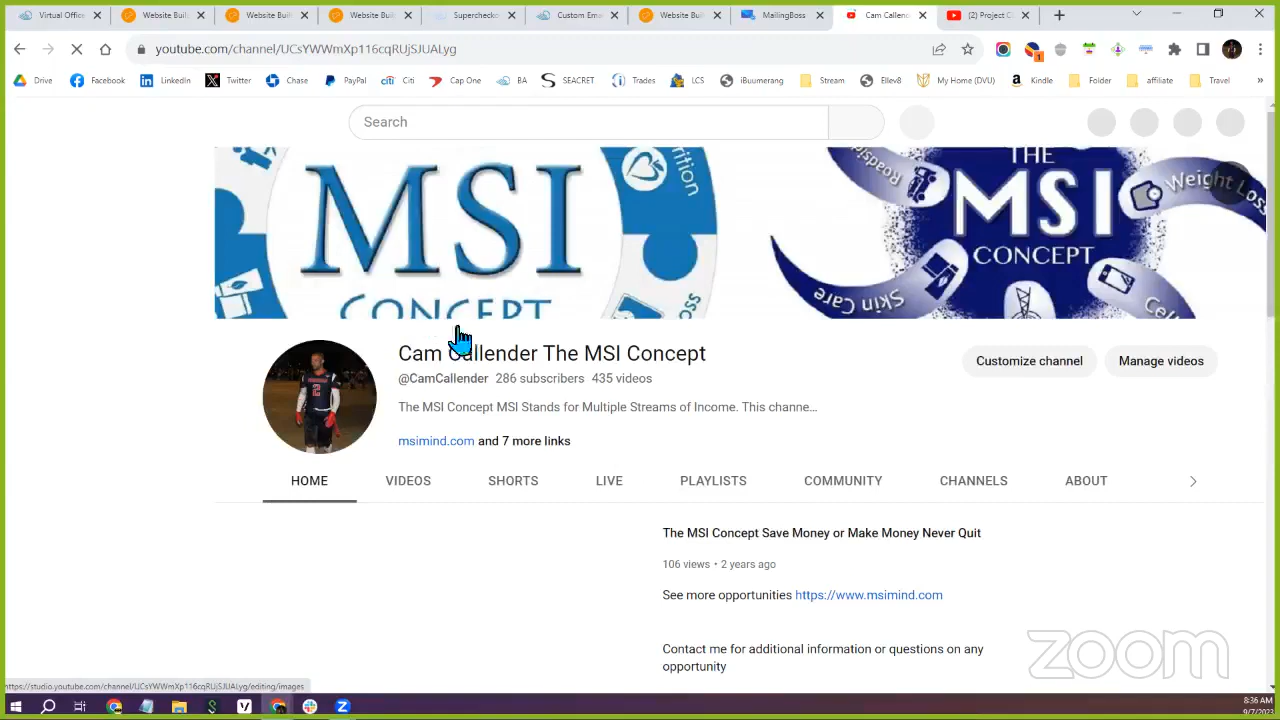 Virtual Office
Website Buil
Website Buil
Website Buil
Supercheck
Custom Ema
Website Buil
MailingBoss
Cam Callend
(2) Project C
youtube.com/channel/UCsYWWmXp116cqRUjSJUALyg
1
Drive
Facebook
LinkedIn
Twitter
Chase
PayPal
citi Citi
Cap One
BA
SEACRET
Trades
LCS
iBuumerang
Stream
Ellev8
My Home (DVU)
Kindle
Folder
affiliate
Travel
Search
MSI
CONCEPT
THE
MSI
CONCEPT
Roadside
Weight Loss
Skin Care
Cam Callender The MSI Concept
@CamCallender 286 subscribers 435 videos
The MSI Concept MSI Stands for Multiple Streams of Income. This channe...
msimind.com and 7 more links
Customize channel
Manage videos
HOME
VIDEOS
SHORTS
LIVE
PLAYLISTS
COMMUNITY
CHANNELS
ABOUT
The MSI Concept Save Money or Make Money Never Quit
106 views • 2 years ago
See more opportunities https://www.msimind.com
Contact me for additional information or questions on any
opportunity
zoom
https://studio.youtube.com/channel/UCsYWWmXp116cqRUjSJUALyg/editing/images
8:36 AM